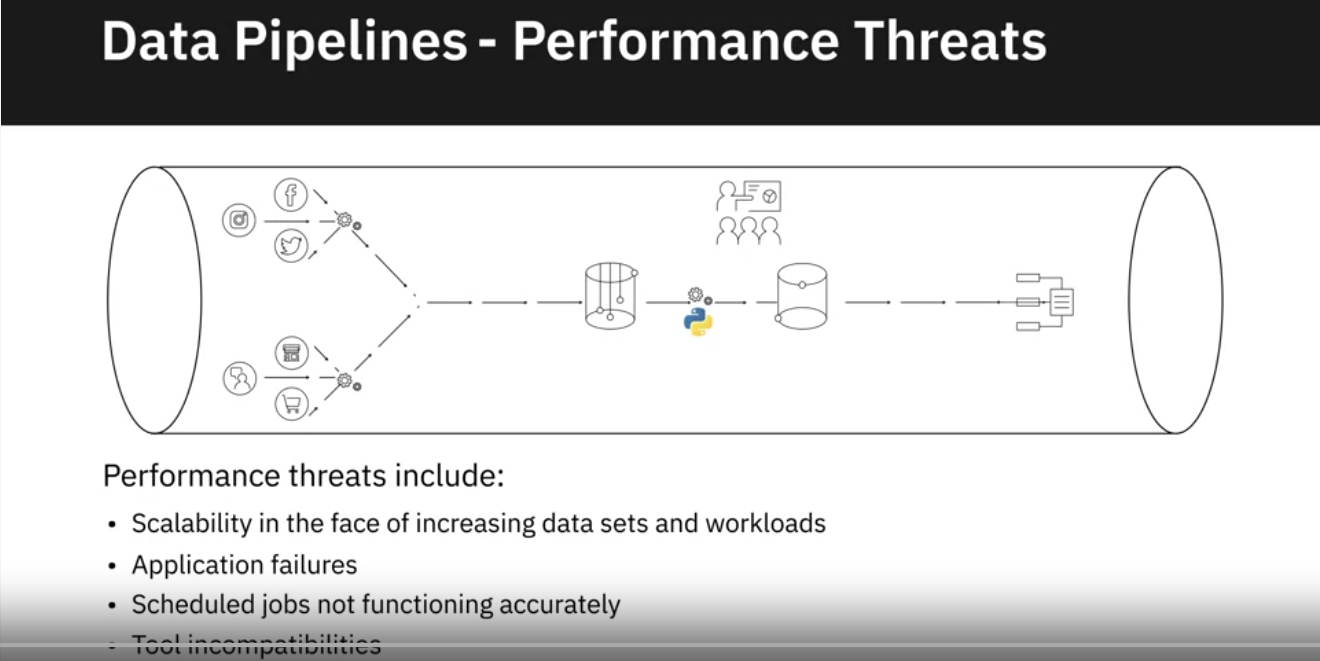 Data Pipelines - Performance Threats
Performance threats include:
• Scalability in the face of increasing data sets and workloads
• Application failures
• Scheduled jobs not functioning accurately
• Tool incompatibilities